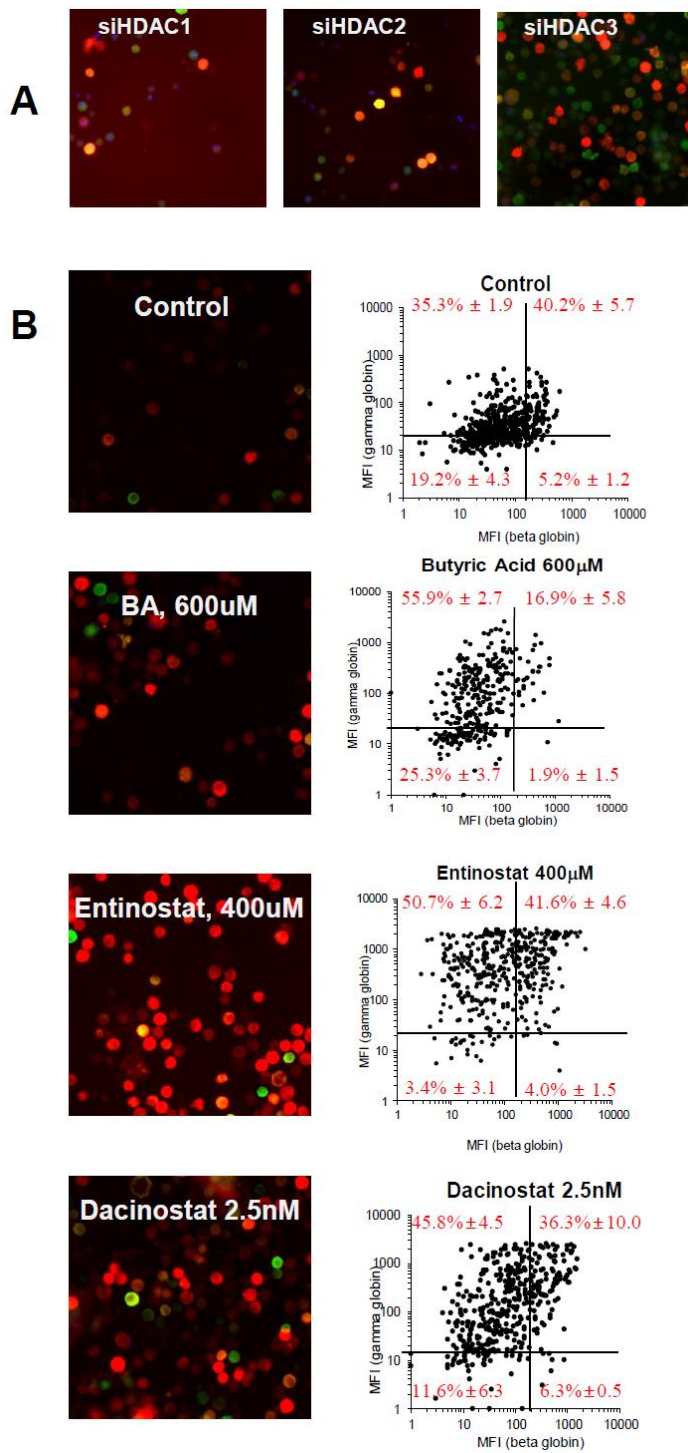 siHDAC1 siHDAC2 siHDAC3
A
B
Control
Control
35.3% ± 1.9 40.2% ± 5.7
10000
1000
100
10
1
MFI (gamma globin)
19.2% ± 4.3 5.2% ± 1.2
1 10 100 1000 10000
MFI (beta globin)
BA, 600uM
Butyric Acid 600μM
55.9% ± 2.7 16.9% ± 5.8
10000
1000
100
10
1
MFI (gamma globin)
25.3% ± 3.7 1.9% ± 1.5
1 10 100 1000 10000
MFI (beta globin)
Entinostat, 400uM
Entinostat 400μM
50.7% ± 6.2 41.6% ± 4.6
10000
1000
100
10
1
MFI (gamma globin)
3.4% ± 3.1 4.0% ± 1.5
1 10 100 1000 10000
MFI (beta globin)
Dacinostat 2.5nM
Dacinostat 2.5nM
45.8%±4.5 36.3%±10.0
10000
1000
100
10
1
MFI (gamma globin)
11.6%±6.3 6.3%±0.5
1 10 100 1000 10000
MFI (beta globin)